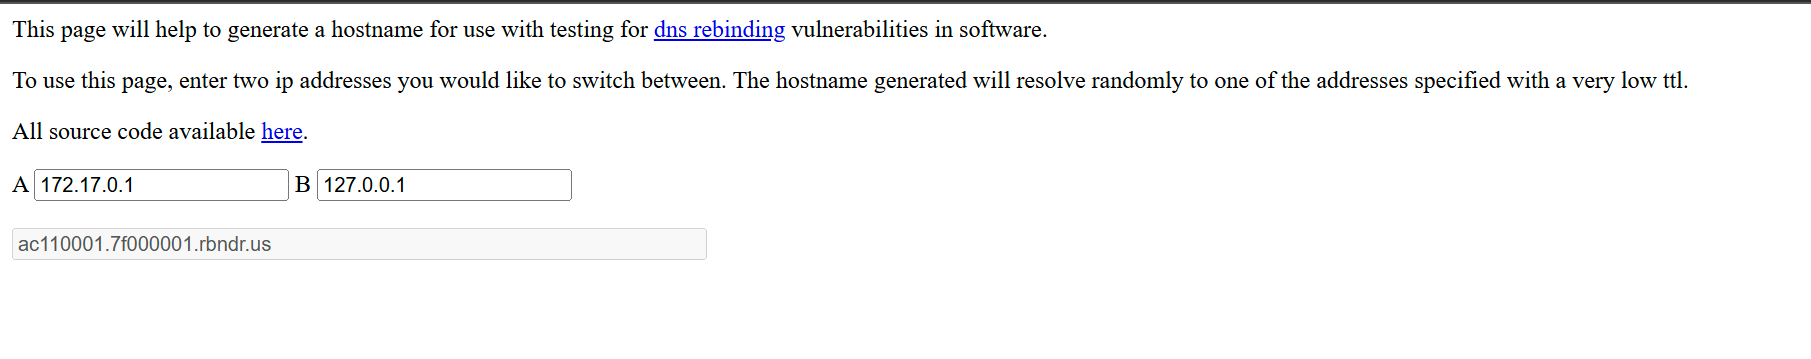 This page will help to generate a hostname for use with testing for dns rebinding vulnerabilities in software.
To use this page, enter two ip addresses you would like to switch between. The hostname generated will resolve randomly to one of the addresses specified with a very low ttl.
All source code available here.
A 172.17.0.1 B 127.0.0.1
ac110001.7f000001.rbndr.us